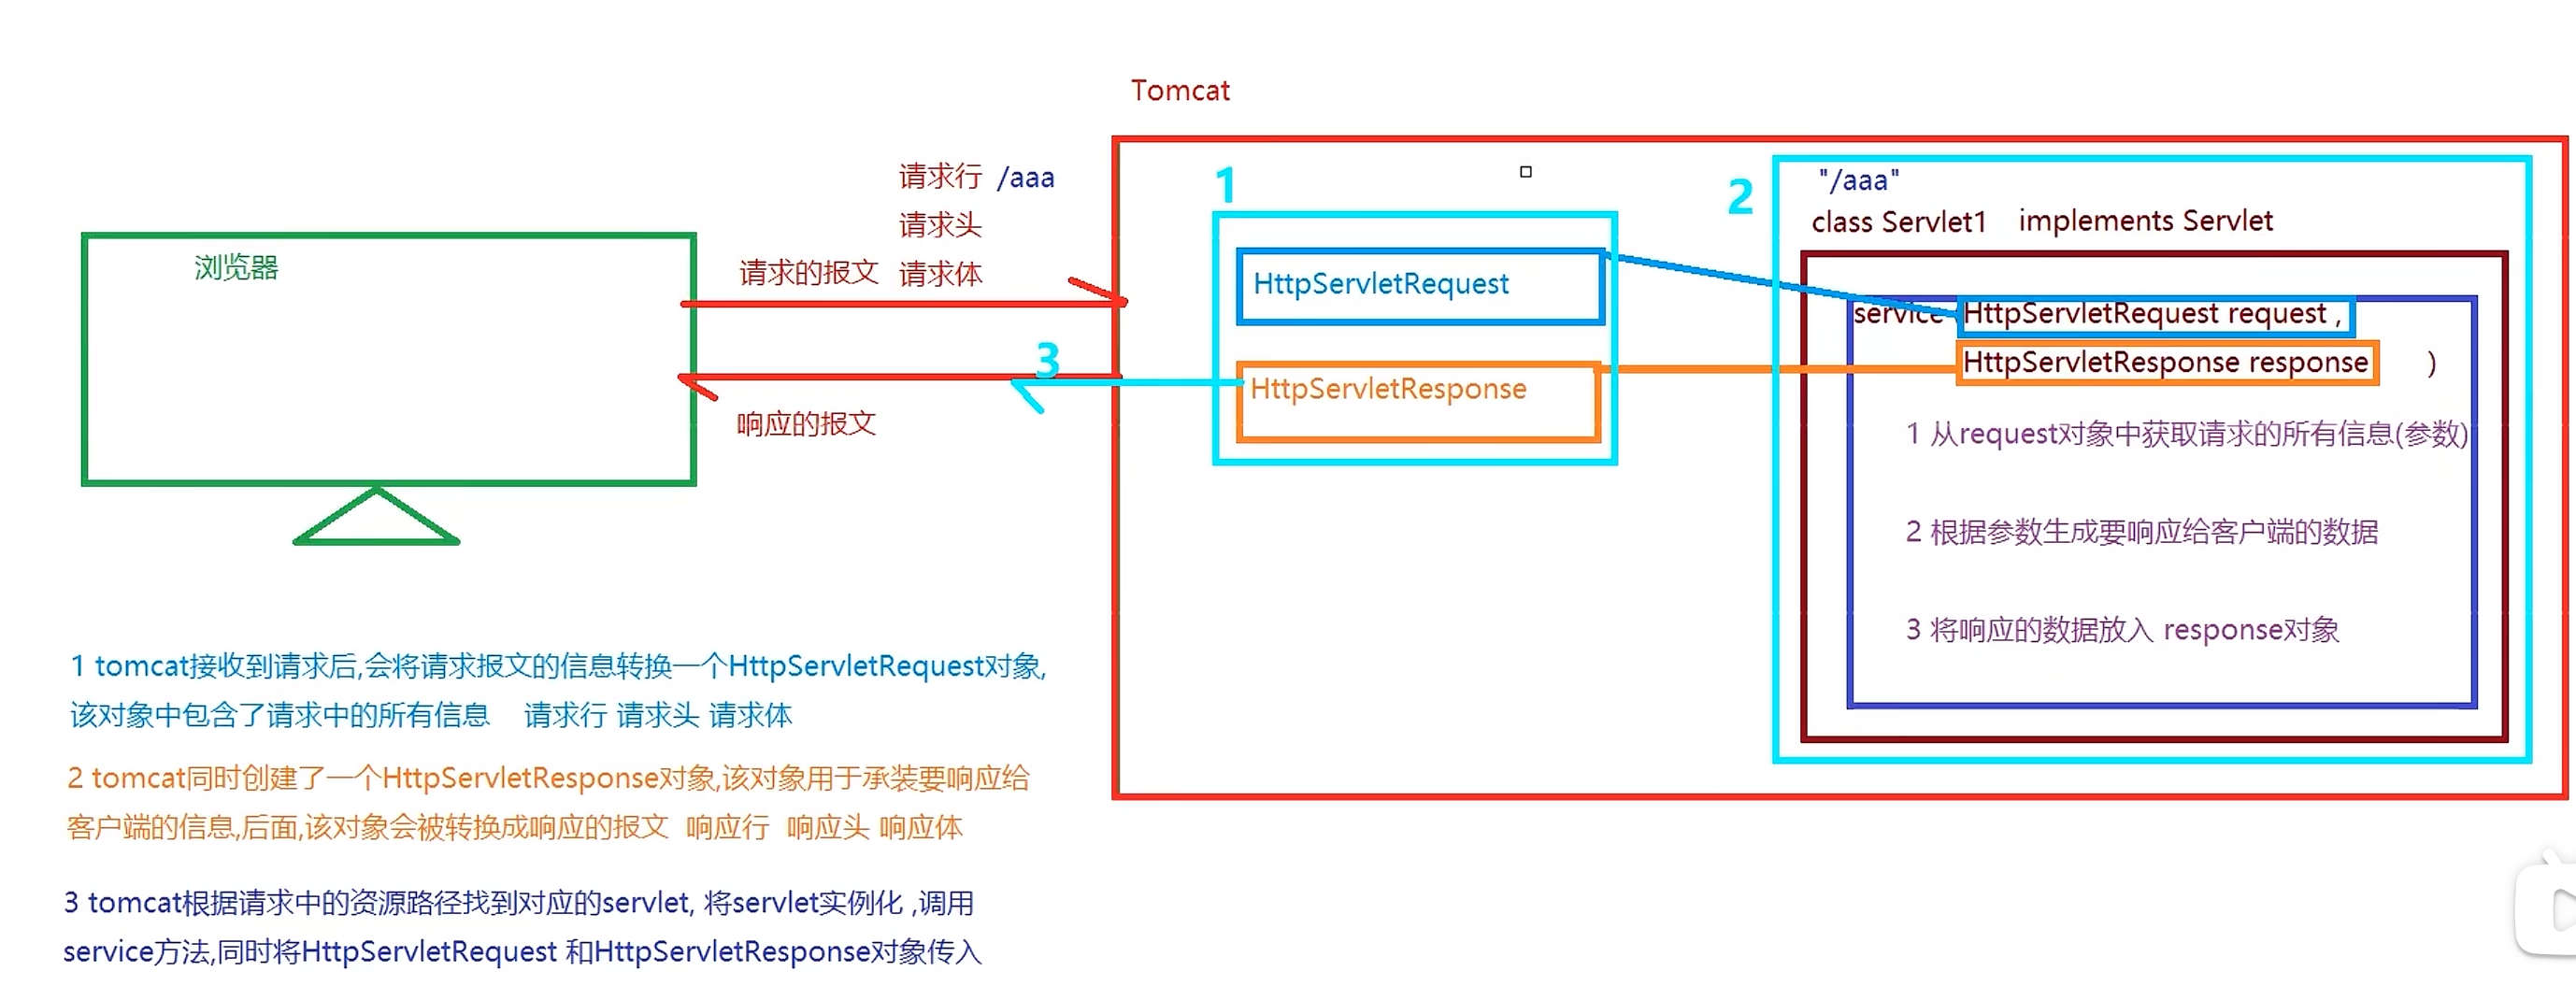 Tomcat
请求行 /aaa
请求头
请求的报文 请求体
浏览器
响应的报文
1
HttpServletRequest
3
HttpServletResponse
2
"/aaa"
class Servlet1 implements Servlet
service HttpServletRequest request ,
HttpServletResponse response )
1 从request对象中获取请求的所有信息(参数)
2 根据参数生成要响应给客户端的数据
3 将响应的数据放入 response对象
1 tomcat接收到请求后,会将请求报文的信息转换一个HttpServletRequest对象,
该对象中包含了请求中的所有信息 请求行 请求头 请求体
2 tomcat同时创建了一个HttpServletResponse对象,该对象用于承装要响应给
客户端的信息,后面,该对象会被转换成响应的报文 响应行 响应头 响应体
3 tomcat根据请求中的资源路径找到对应的servlet, 将servlet实例化 ,调用
service方法,同时将HttpServletRequest 和HttpServletResponse对象传入